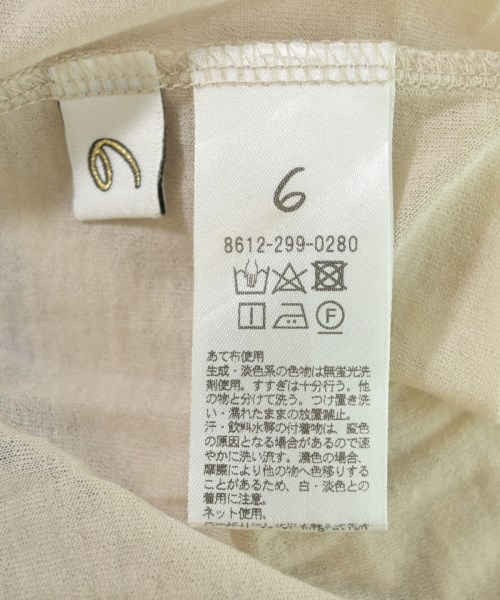 6
6
8612-299-0280
F
あて布使用
生成・淡色系の色物は無蛍光洗
剤使用。すすぎは十分行う。他
の物と分けて洗う。つけ置き洗
い・濡れたままの放置禁止。
汗・飲料水等の付着物は、変色
の原因となる場合があるので速
やかに洗い流す。濃色の場合、
摩擦により他の物へ色移りする
ことがあるため、白・淡色との
着用に注意。
ネット使用。